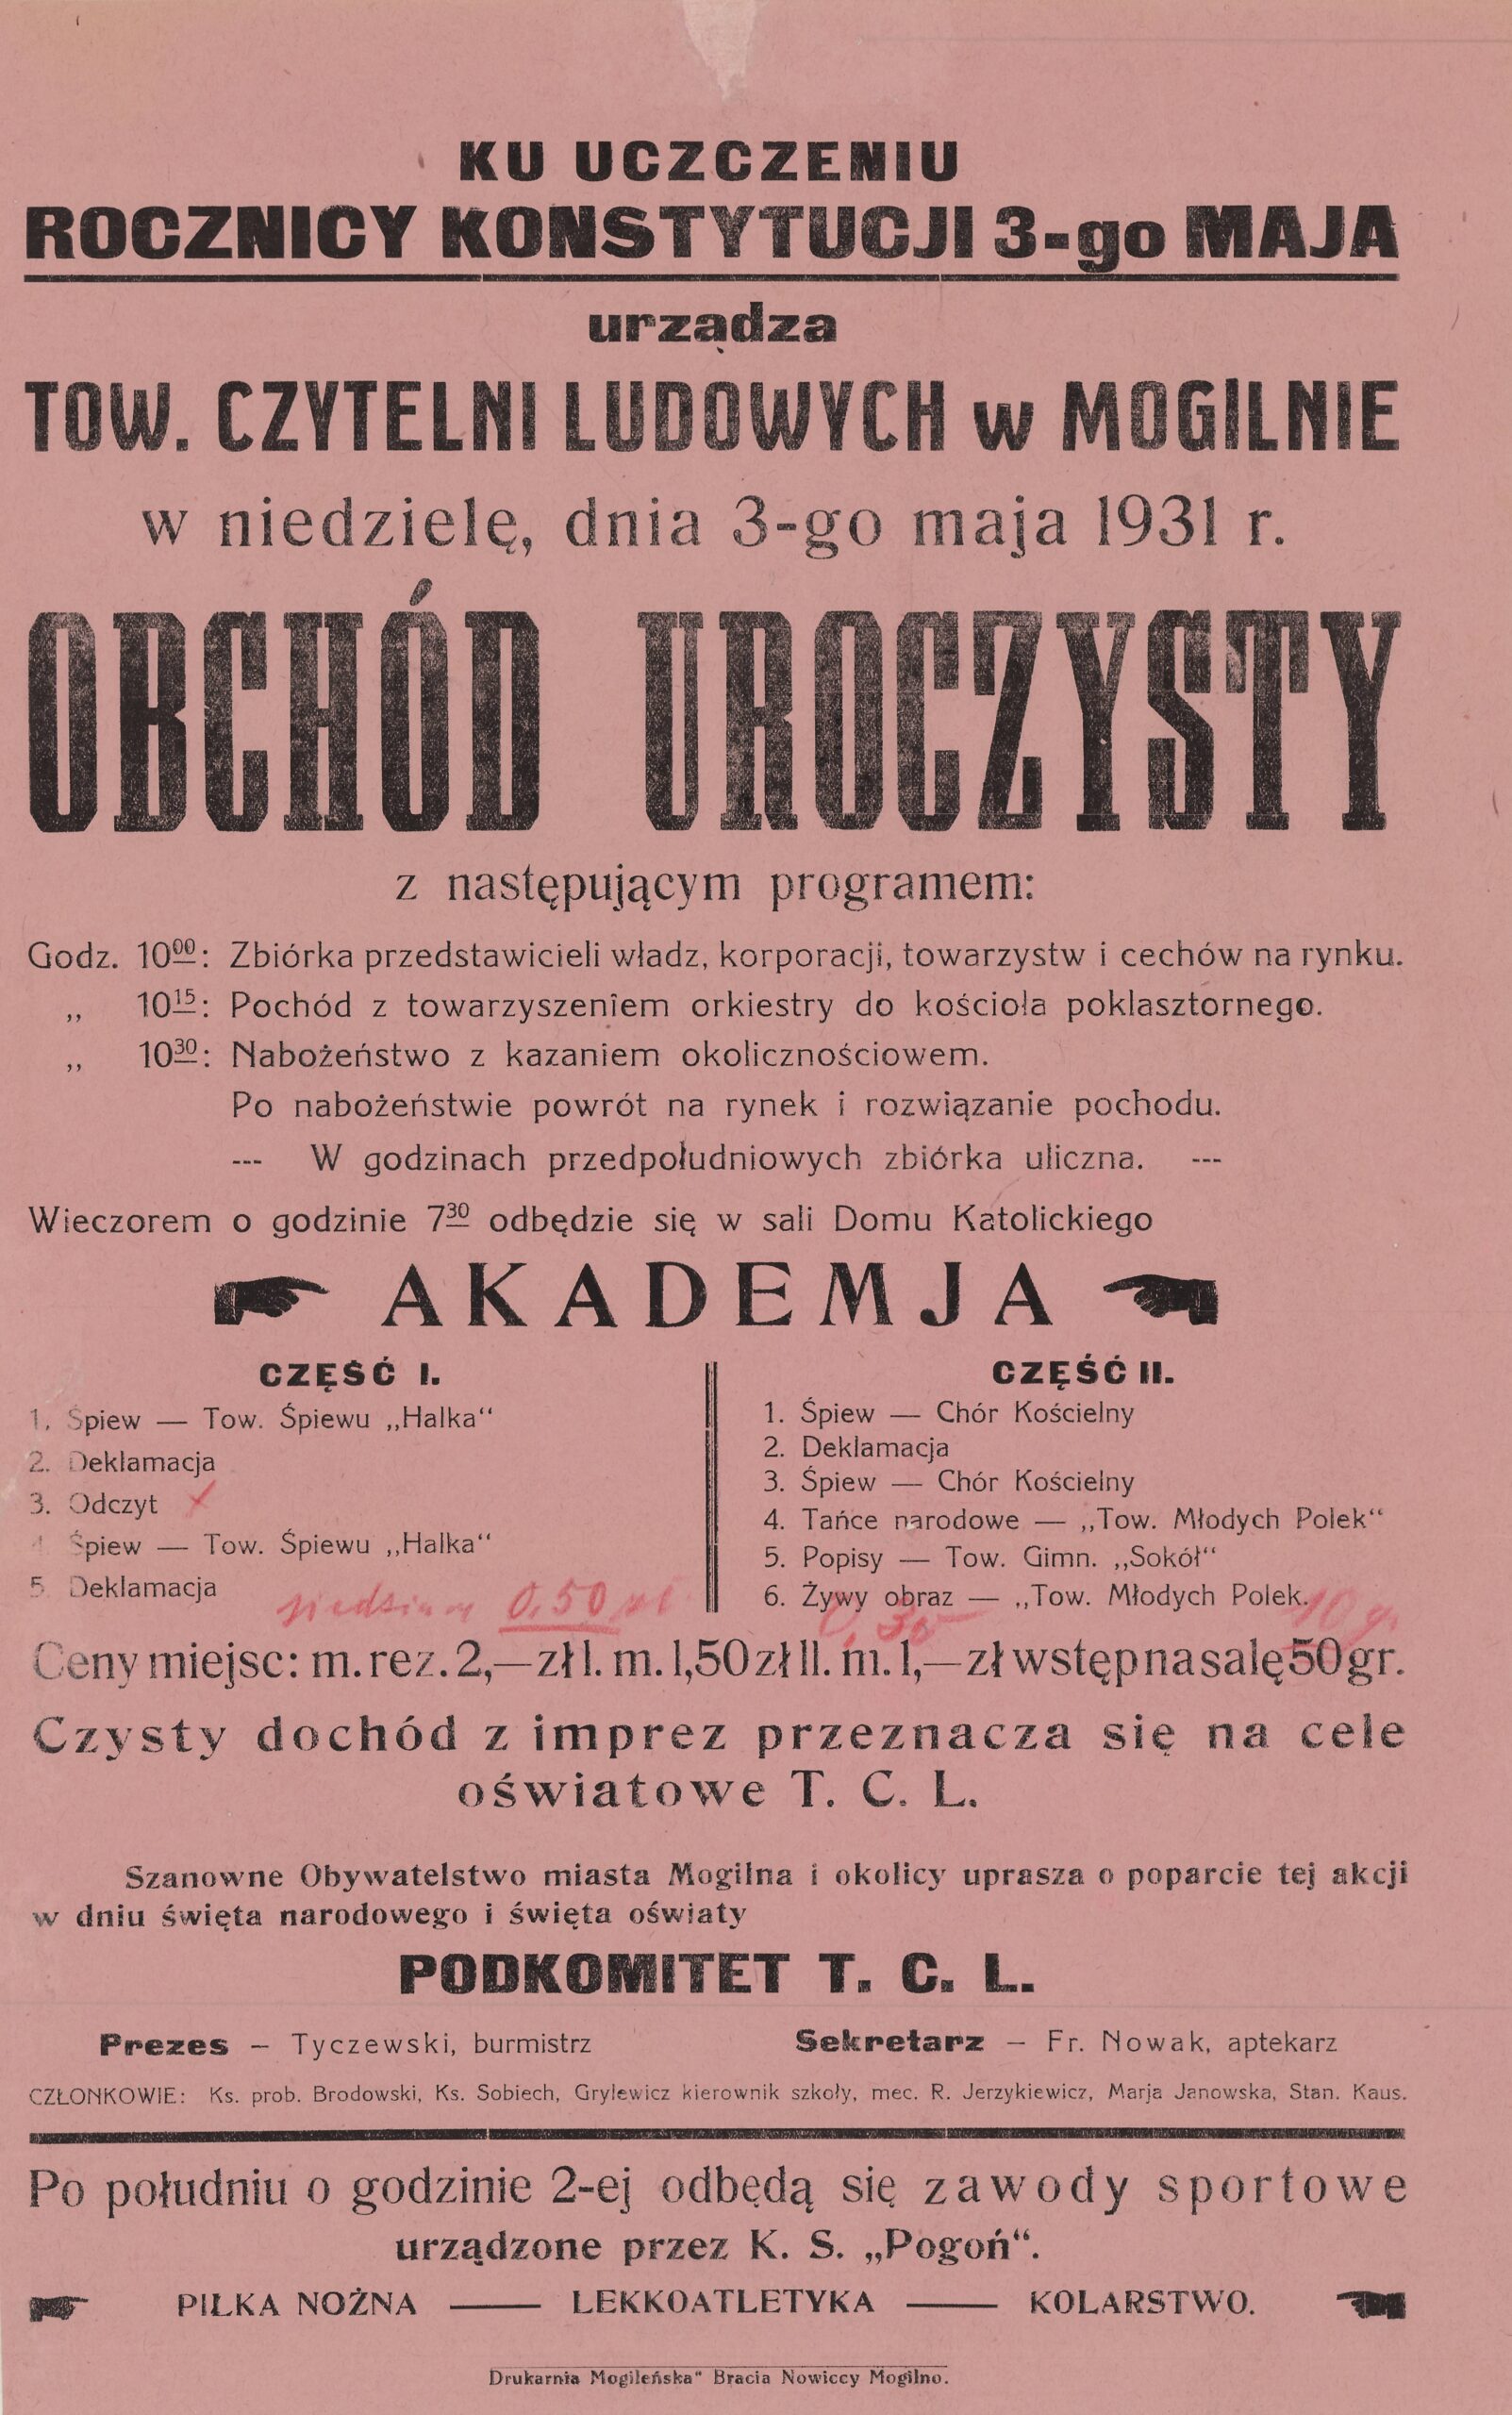 KU UCZCZENIU
ROCZNICY KONSTYTUCJI 3-go MAJA
urządza
TOW. CZYTELNI LUDOWYCH w MOGILNIE
w niedzielę, dnia 3-go maja 1931 r.
OBCHÓD UROCZYSTY
z następującym programem:
Godz. 10⁰⁰: Zbiórka przedstawicieli władz, korporacji, towarzystw i cechów na rynku.
„ 10¹⁵: Pochód z towarzyszeniem orkiestry do kościoła poklasztornego.
„ 10³⁰: Nabożeństwo z kazaniem okolicznościowem.
Po nabożeństwie powrót na rynek i rozwiązanie pochodu.
--- W godzinach przedpołudniowych zbiórka uliczna. ---
Wieczorem o godzinie 7³⁰ odbędzie się w sali Domu Katolickiego
AKADEMJA
CZĘŚĆ I.
1. Śpiew — Tow. Śpiewu „Halka“
2. Deklamacja
3. Odczyt
4 Śpiew — Tow. Śpiewu „Halka“
5. Deklamacja
CZĘŚĆ II.
1. Śpiew — Chór Kościelny
2. Deklamacja
3. Śpiew — Chór Kościelny
4. Tańce narodowe — „Tow. Młodych Polek“
5. Popisy — Tow. Gimn. „Sokół“
6. Żywy obraz — „Tow. Młodych Polek.
0,50 zł
Ceny miejsc: m. rez. 2,— zł I. m. 1,50 zł II. m. 1,— zł wstęp na salę 50 gr.
Czysty dochód z imprez przeznacza się na cele
oświatowe T. C. L.
Szanowne Obywatelstwo miasta Mogilna i okolicy uprasza o poparcie tej akcji
w dniu święta narodowego i święta oświaty
PODKOMITET T. C. L.
Prezes – Tyczewski, burmistrz Sekretarz – Fr. Nowak, aptekarz
CZŁONKOWIE: Ks. prob. Brodowski, Ks. Sobiech, Grylewicz kierownik szkoły, mec. R. Jerzykiewicz, Marja Janowska, Stan. Kaus.
Po południu o godzinie 2-ej odbędą się zawody sportowe
urządzone przez K. S. „Pogoń“.
PIŁKA NOŻNA —— LEKKOATLETYKA —— KOLARSTWO.
Drukarnia Mogileńska“ Bracia Nowiccy Mogilno.